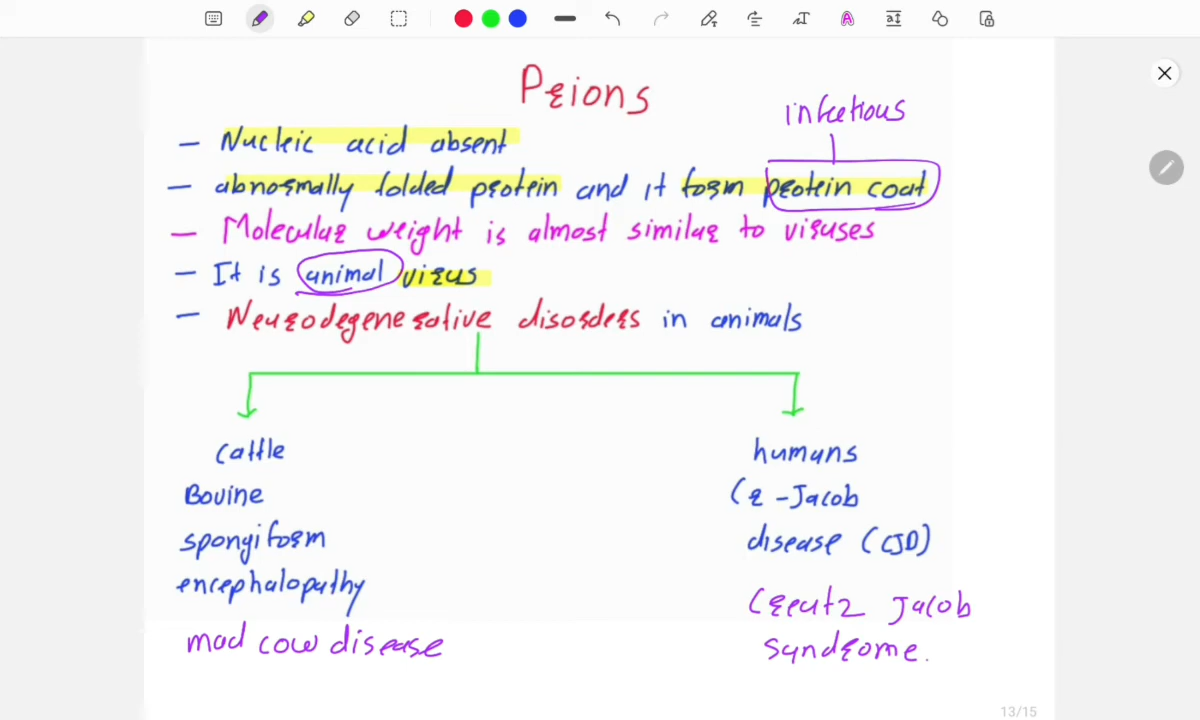 Prions
infectious
- Nucleic acid absent
- abnormally folded protein and it form protein coat
- Molecular weight is almost similar to viruses
- It is animal virus
- Neurodegenerative disorders in animals
cattle
humans
Bovine
Cr-Jacob
spongiform
disease (CJD)
encephalopathy
Creutz Jacob
mad cow disease
syndrome.
13/15